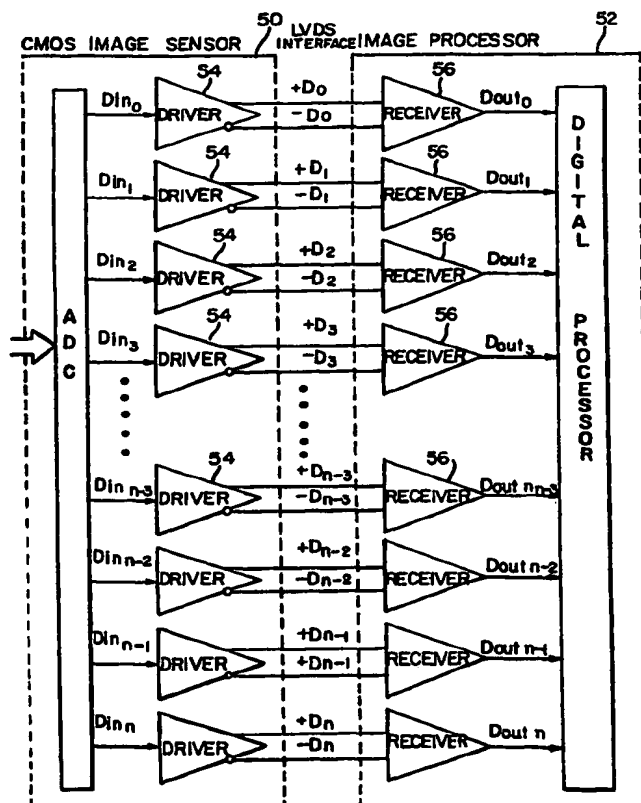 50
LVDS
52
CMOS IMAGE SENSOR
INTERFACE
IMAGE PROCESSOR
54
56
Din0
DRIVER
+D0
-D0
RECEIVER
Dout0
54
56
Din1
DRIVER
+D1
-D1
RECEIVER
Dout1
54
56
Din2
DRIVER
+D2
-D2
RECEIVER
Dout2
54
56
Din3
DRIVER
+D3
-D3
RECEIVER
Dout3
ADC
DIGITAL PROCESSOR
54
56
Din n-3
DRIVER
+Dn-3
-Dn-3
RECEIVER
Dout nn-3
Din n-2
DRIVER
+Dn-2
-Dn-2
RECEIVER
Dout n-2
Din n-1
DRIVER
+Dn-1
+Dn-1
RECEIVER
Dout n-1
Din n
DRIVER
+Dn
-Dn
RECEIVER
Dout n